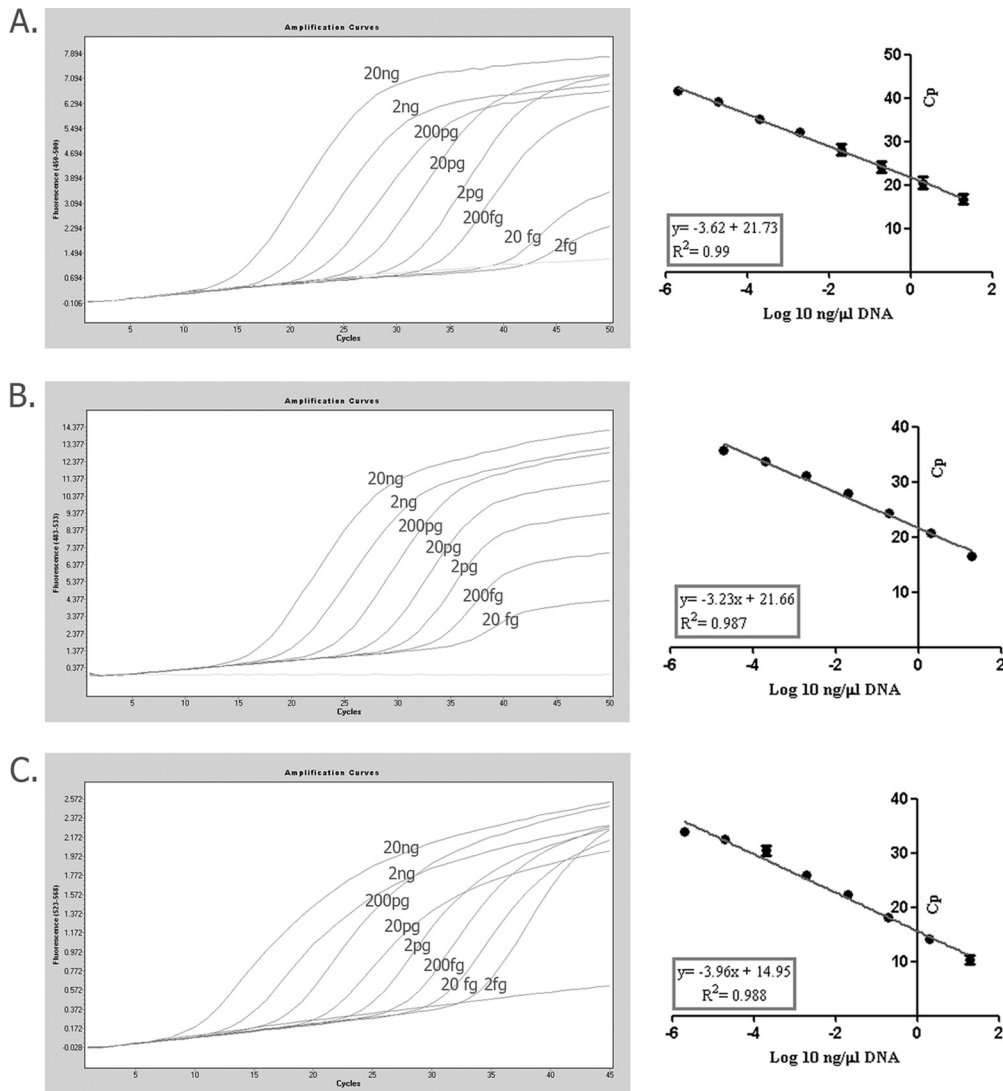 A.
Amplification Curves
7.894
7.094
6.294
5.494
4.694
3.894
3.094
2.294
1.494
0.694
-0.106
Fluorescence (450-500)
20ng
2ng
200pg
20pg
2pg
200fg
20 fg
2fg
5 10 15 20 25 30 35 40 45 50
Cycles
50
40
30
20
10
Cp
y= -3.62 + 21.73
R2= 0.99
-6 -4 -2 0 2
Log 10 ng/µl DNA
B.
Amplification Curves
14.377
13.377
12.377
11.377
10.377
9.377
8.377
7.377
6.377
5.377
4.377
3.377
2.377
1.377
0.377
Fluorescence (483-533)
20ng
2ng
200pg
20pg
2pg
200fg
20 fg
5 10 15 20 25 30 35 40 45 50
Cycles
40
30
20
10
Cp
y= -3.23x + 21.66
R2= 0.987
-6 -4 -2 0 2
Log 10 ng/µl DNA
C.
Amplification Curves
2.572
2.372
2.172
1.972
1.772
1.572
1.372
1.172
0.972
0.772
0.572
0.372
0.172
-0.028
Fluorescence (523-568)
20ng
2ng
200pg
20pg
2pg
200fg
20 fg
2fg
5 10 15 20 25 30 35 40 45
Cycles
40
30
20
10
Cp
y= -3.96x + 14.95
R2= 0.988
-6 -4 -2 0 2
Log 10 ng/µl DNA